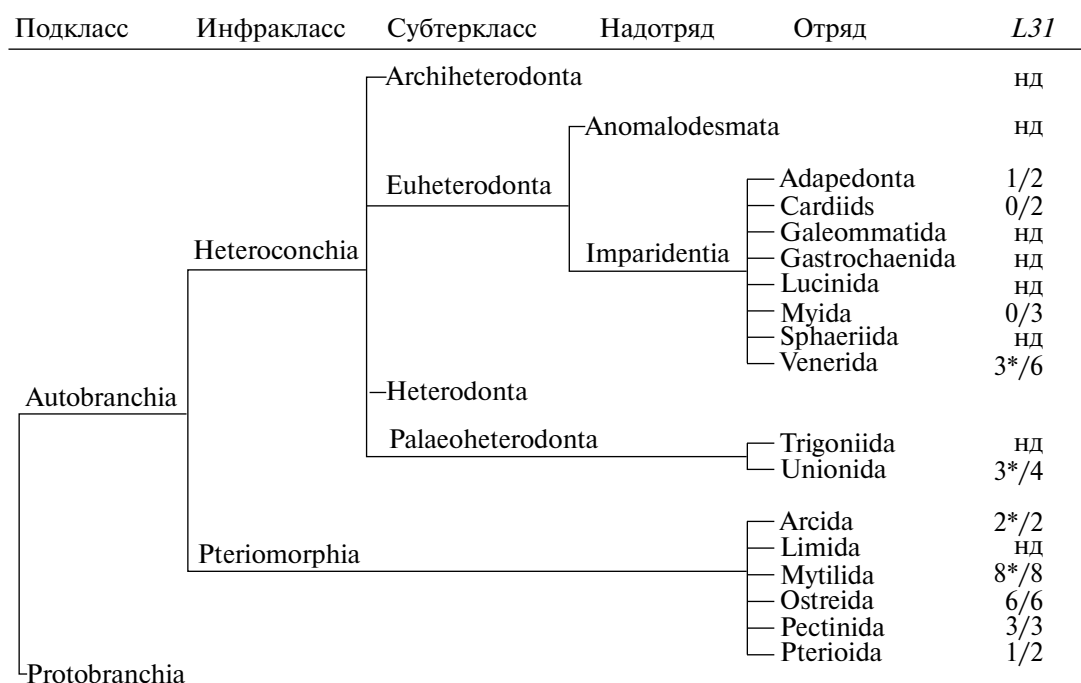 Подкласс Инфракласс Субтеркласс Надотряд Отряд L31
Archiheterodonta нд
Anomalodesmata нд
Adapedonta 1/2
Euheterodonta
Cardiids 0/2
Galeommatida нд
Heteroconchia Imparidentia
Gastrochaenida нд
Lucinida нд
Myida 0/3
Sphaeriida нд
Venerida 3*/6
Heterodonta
Autobranchia
Palaeoheterodonta
Trigoniida нд
Unionida 3*/4
Arcida 2*/2
Limida нд
Pteriomorphia
Mytilida 8*/8
Ostreida 6/6
Pectinida 3/3
Pterioida 1/2
Protobranchia